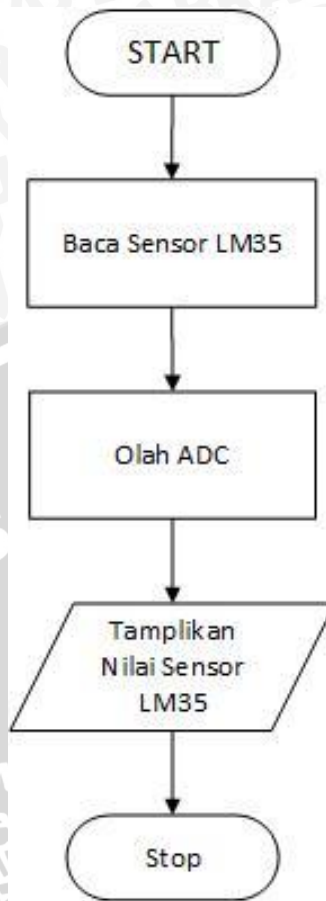 START
Baca Sensor LM35
Olah ADC
Tamplikan
Nilai Sensor
LM35
Stop